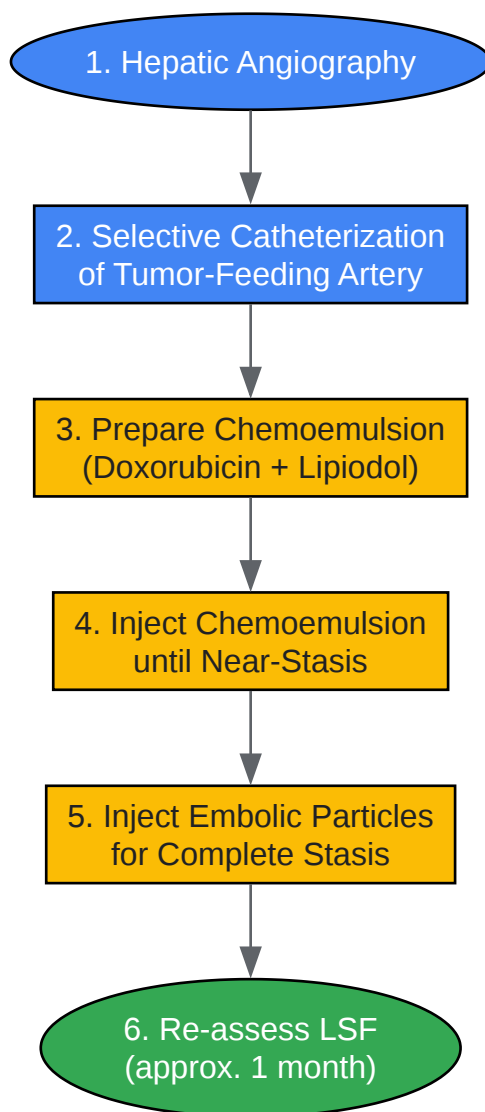 1. Hepatic Angiography
2. Selective Catheterization
of Tumor-Feeding Artery
3. Prepare Chemoemulsion
(Doxorubicin + Lipiodol)
4. Inject Chemoemulsion
until Near-Stasis
5. Inject Embolic Particles
for Complete Stasis
6. Re-assess LSF
(approx. 1 month)